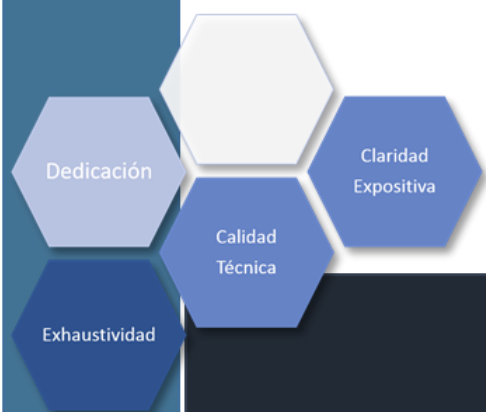 Dedicación
Claridad
Expositiva
Calidad
Técnica
Exhaustividad